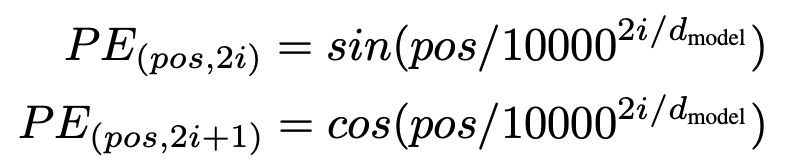 PE_{(pos,2i)} = sin(pos/10000^{2i/d_{model}})
PE_{(pos,2i+1)} = cos(pos/10000^{2i/d_{model}})